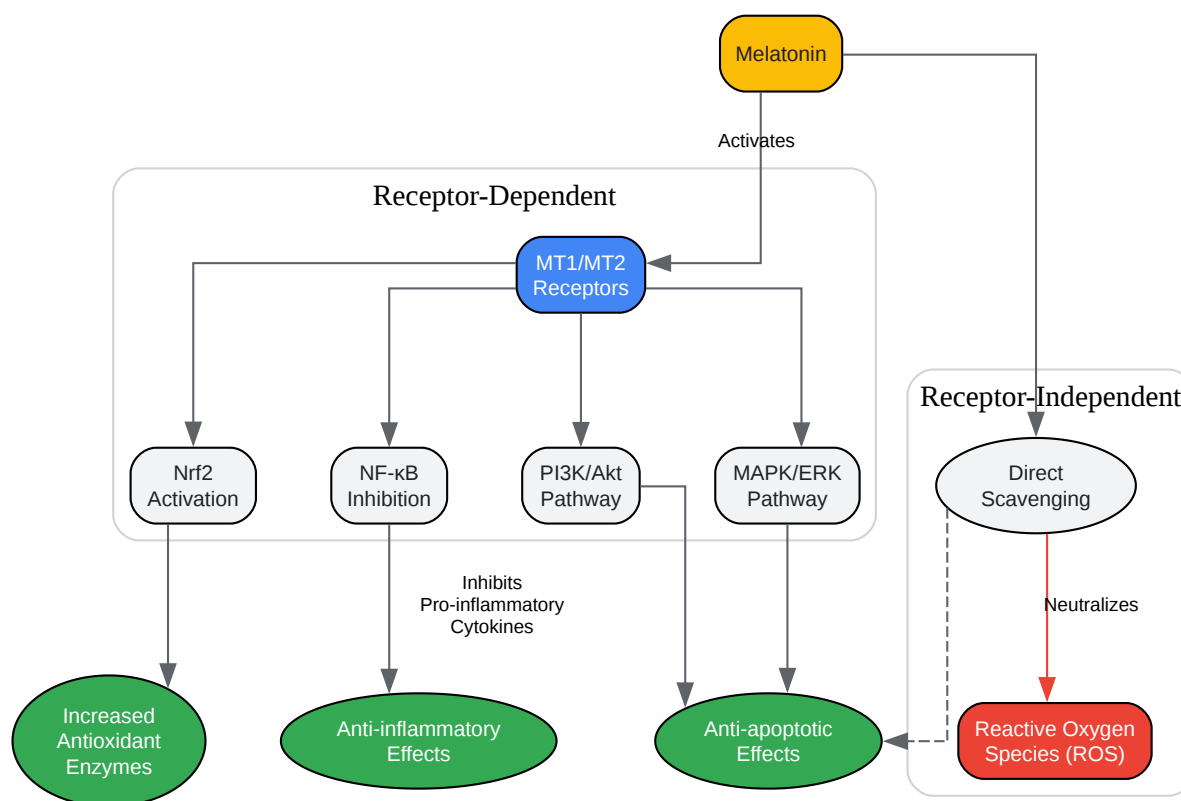 Melatonin
Activates
Receptor-Dependent
MT1/MT2
Receptors
Receptor-Independent
Nrf2
Activation
NF-κB
Inhibition
PI3K/Akt
Pathway
MAPK/ERK
Pathway
Direct
Scavenging
Inhibits
Pro-inflammatory
Cytokines
Neutralizes
Increased
Antioxidant
Enzymes
Anti-inflammatory
Effects
Anti-apoptotic
Effects
Reactive Oxygen
Species (ROS)